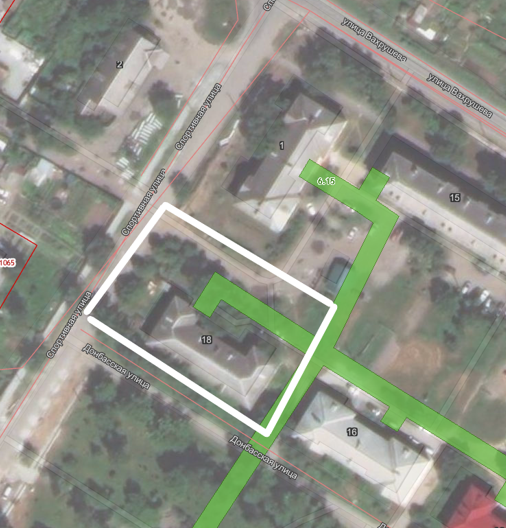 улица Вахрушева
улица Вахрушева
2
Спортивная улица
1
6.15
15
Спортивная улица
1065
Спортивная улица
18
Донбасская улица
16
Донбасская улица